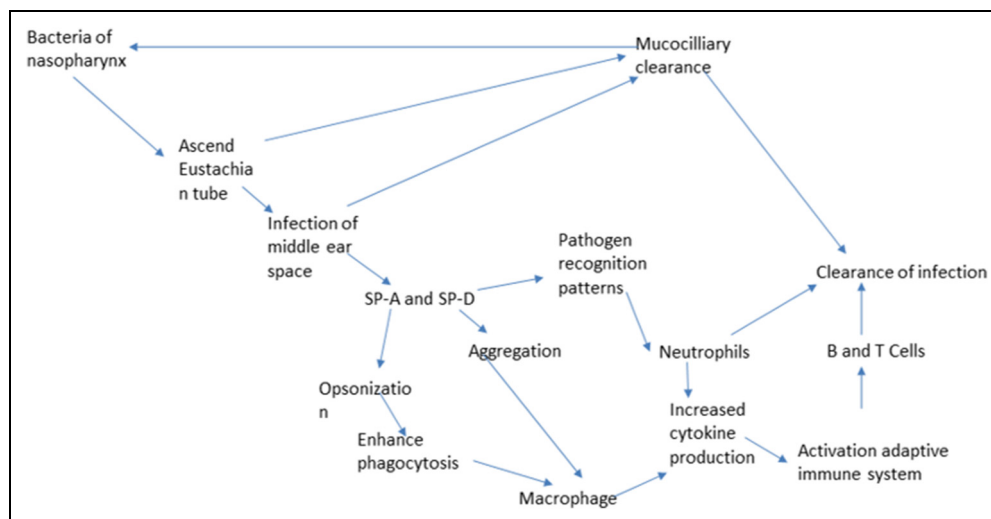 Bacteria of
nasopharynx
Mucocilliary
clearance
Ascend
Eustachia
n tube
Infection of
middle ear
space
Pathogen
recognition
patterns
Clearance of infection
SP-A and SP-D
Aggregation
Neutrophils
B and T Cells
Opsonizatio
n
Increased
cytokine
production
Enhance
phagocytosis
Activation adaptive
immune system
Macrophage